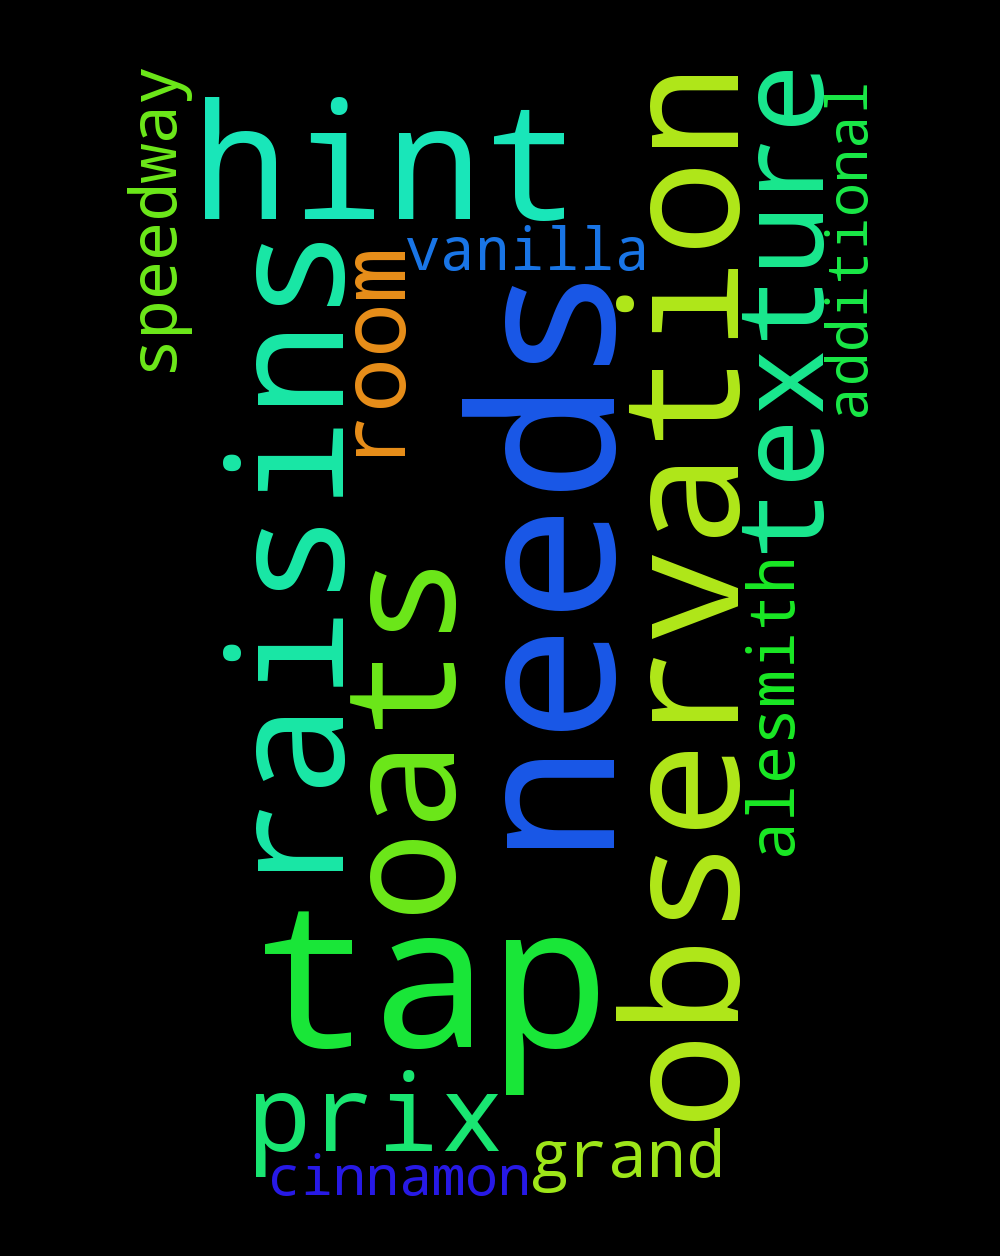 speedway
hint
observation
texture
additional
vanilla
raisins
room
needs
oats
alesmith
tap
prix
grand
cinnamon